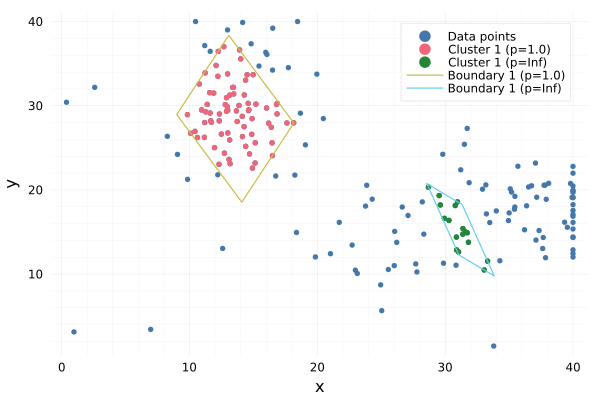 40
30
20
10
y
0
10
20
30
40
x
Data points
Cluster 1 (p=1.0)
Cluster 1 (p=Inf)
Boundary 1 (p=1.0)
Boundary 1 (p=Inf)